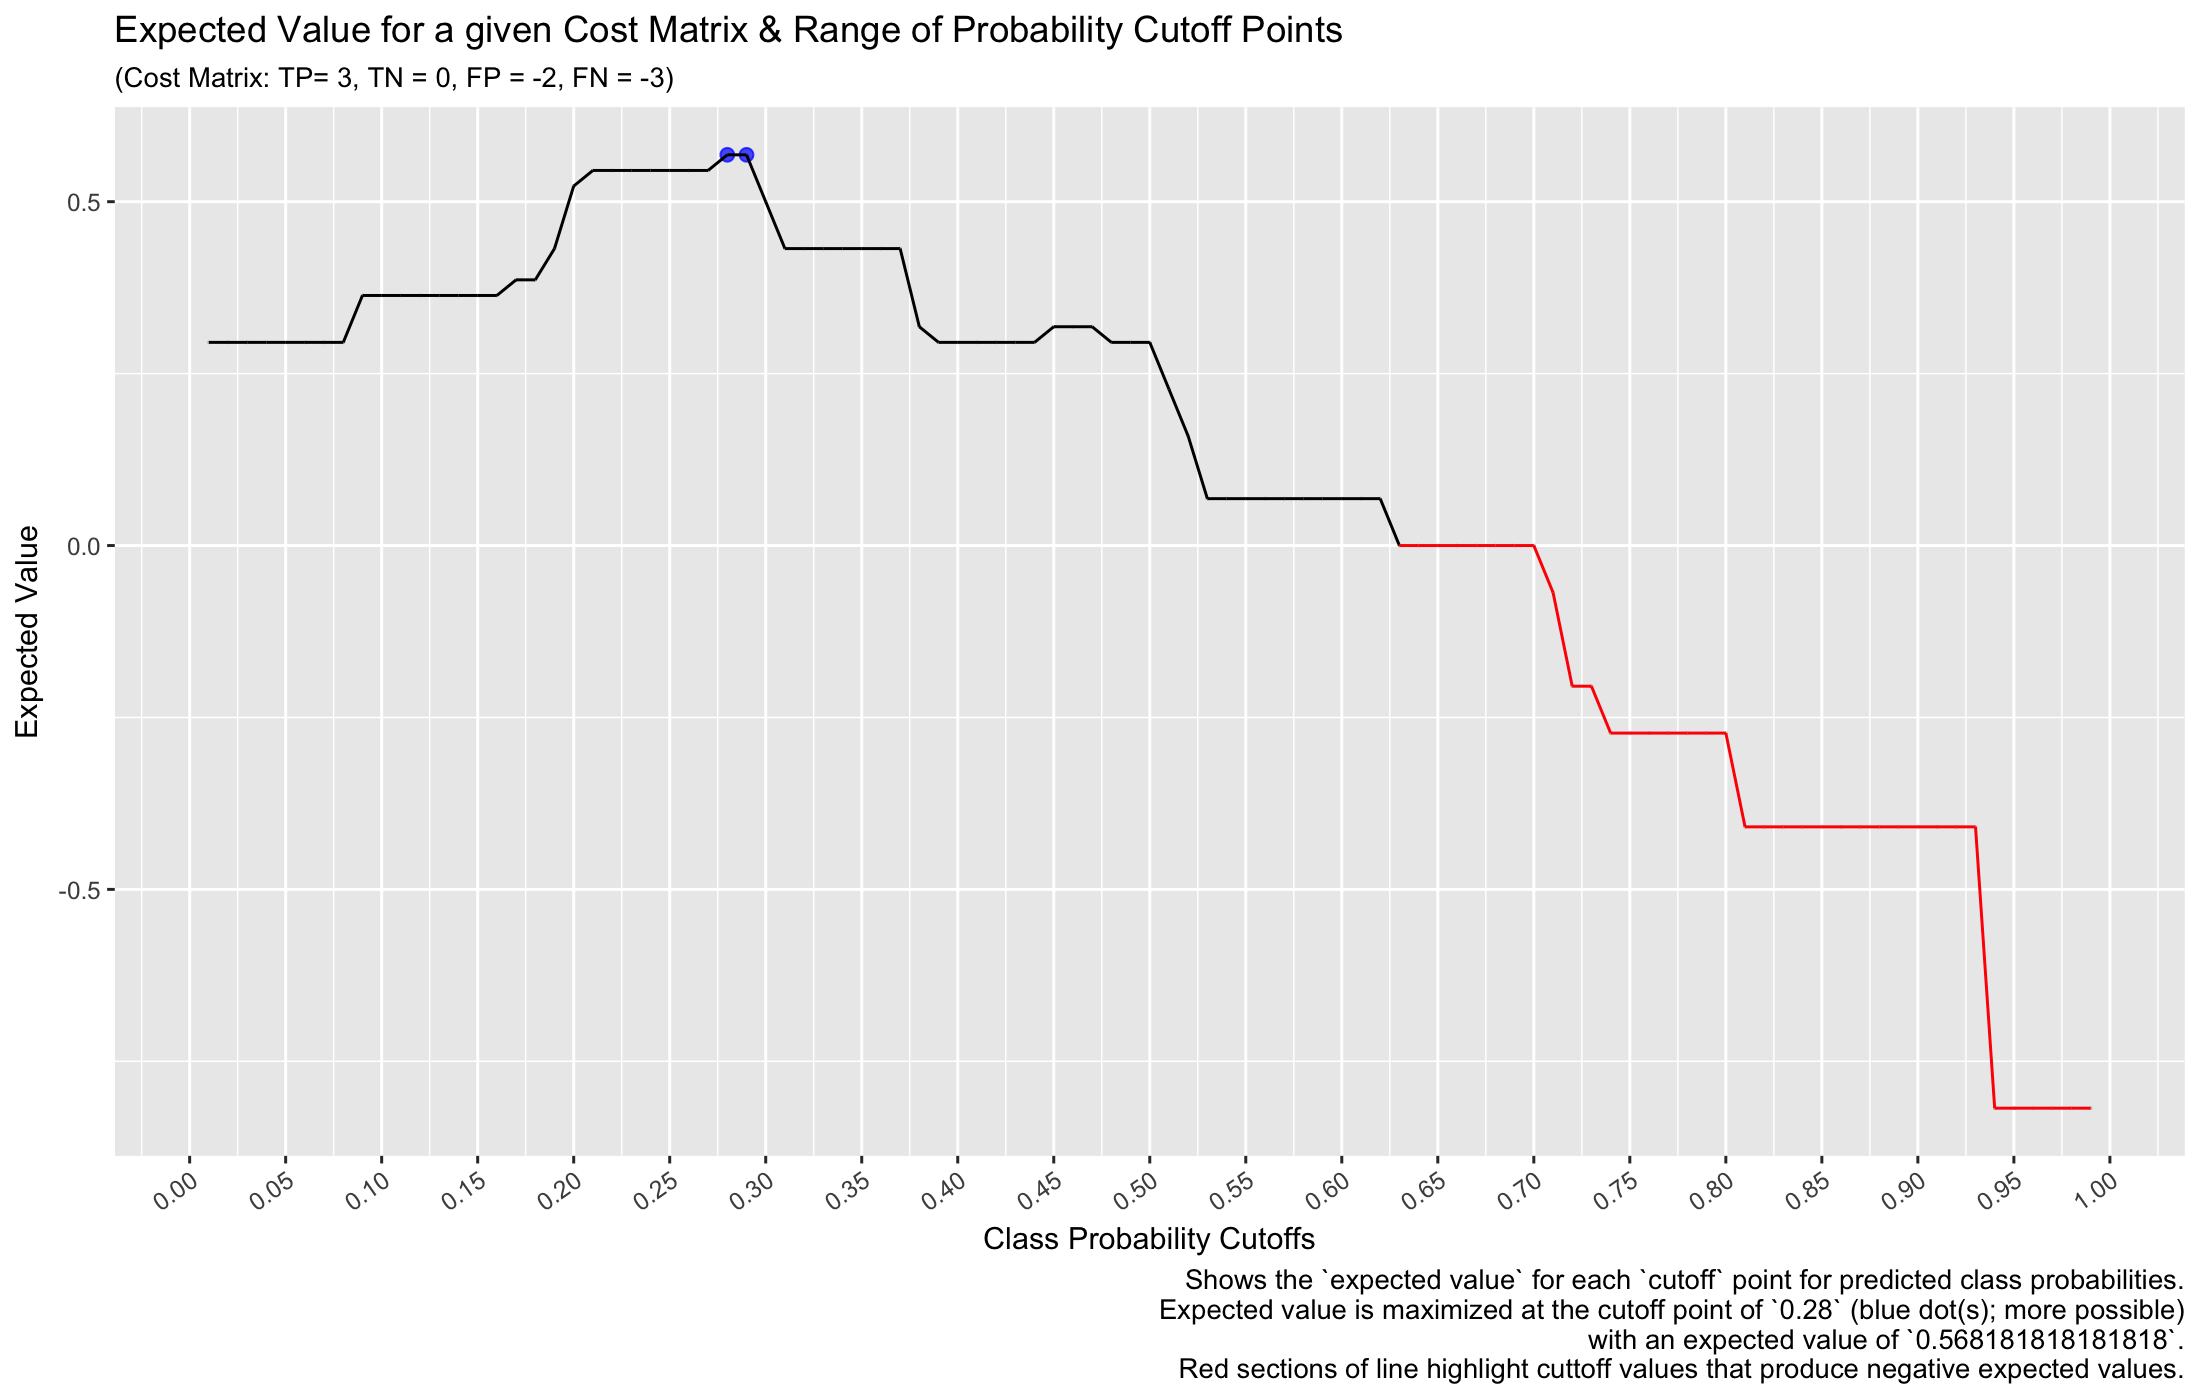 Expected Value for a given Cost Matrix & Range of Probability Cutoff Points
(Cost Matrix: TP= 3, TN = 0, FP = -2, FN = -3)
0.5
0.0
-0.5
Expected Value
0.00 0.05 0.10 0.15 0.20 0.25 0.30 0.35 0.40 0.45 0.50 0.55 0.60 0.65 0.70 0.75 0.80 0.85 0.90 0.95 1.00
Class Probability Cutoffs
Shows the `expected value` for each `cutoff` point for predicted class probabilities.
Expected value is maximized at the cutoff point of `0.28` (blue dot(s); more possible)
with an expected value of `0.568181818181818`.
Red sections of line highlight cuttoff values that produce negative expected values.